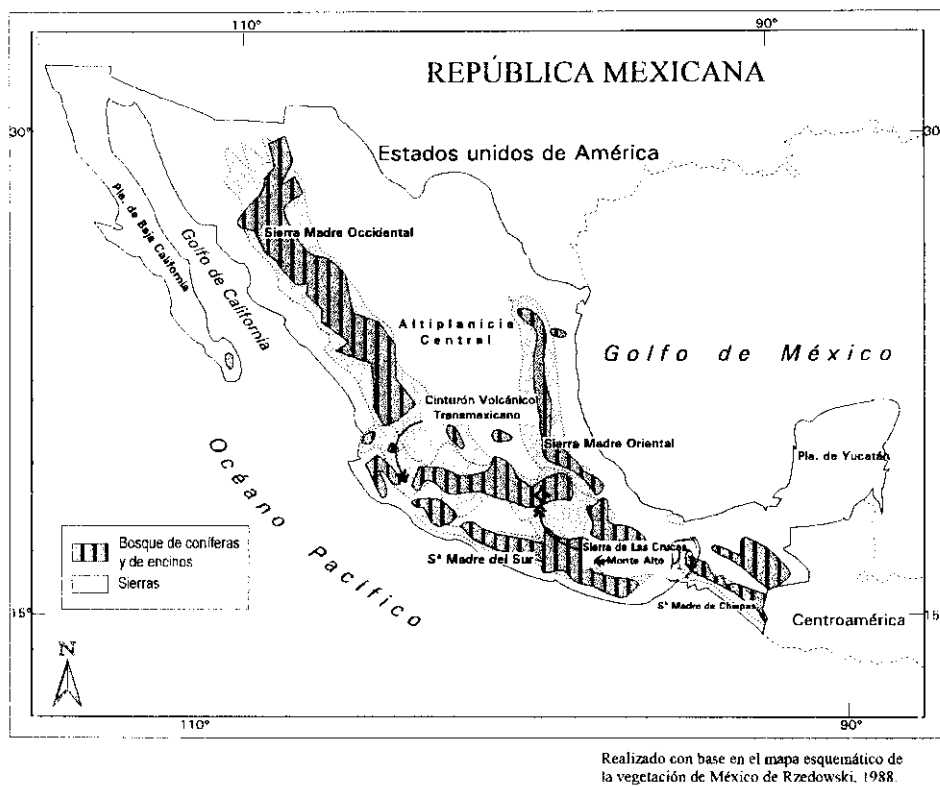 110°
90°
REPÚBLICA MEXICANA
30°
30°
Estados unidos de América
Pla. de Baja California
Golfo de California
Sierra Madre Occidental
Altiplanicie
Central
Golfo de México
Cinturón Volcánico
Transmexicano
Sierra Madre Oriental
Pla. de Yucatán
Océano
Pacífico
Bosque de coníferas
y de encinos
Sierras
Sª Madre del Sur
Sierra de Las Cruces
de Monte Alto
Sª Madre de Chiapas
Centroamérica
15°
15°
N
110°
90°
Realizado con base en el mapa esquemático de
la vegetación de México de Rzedowski, 1988.